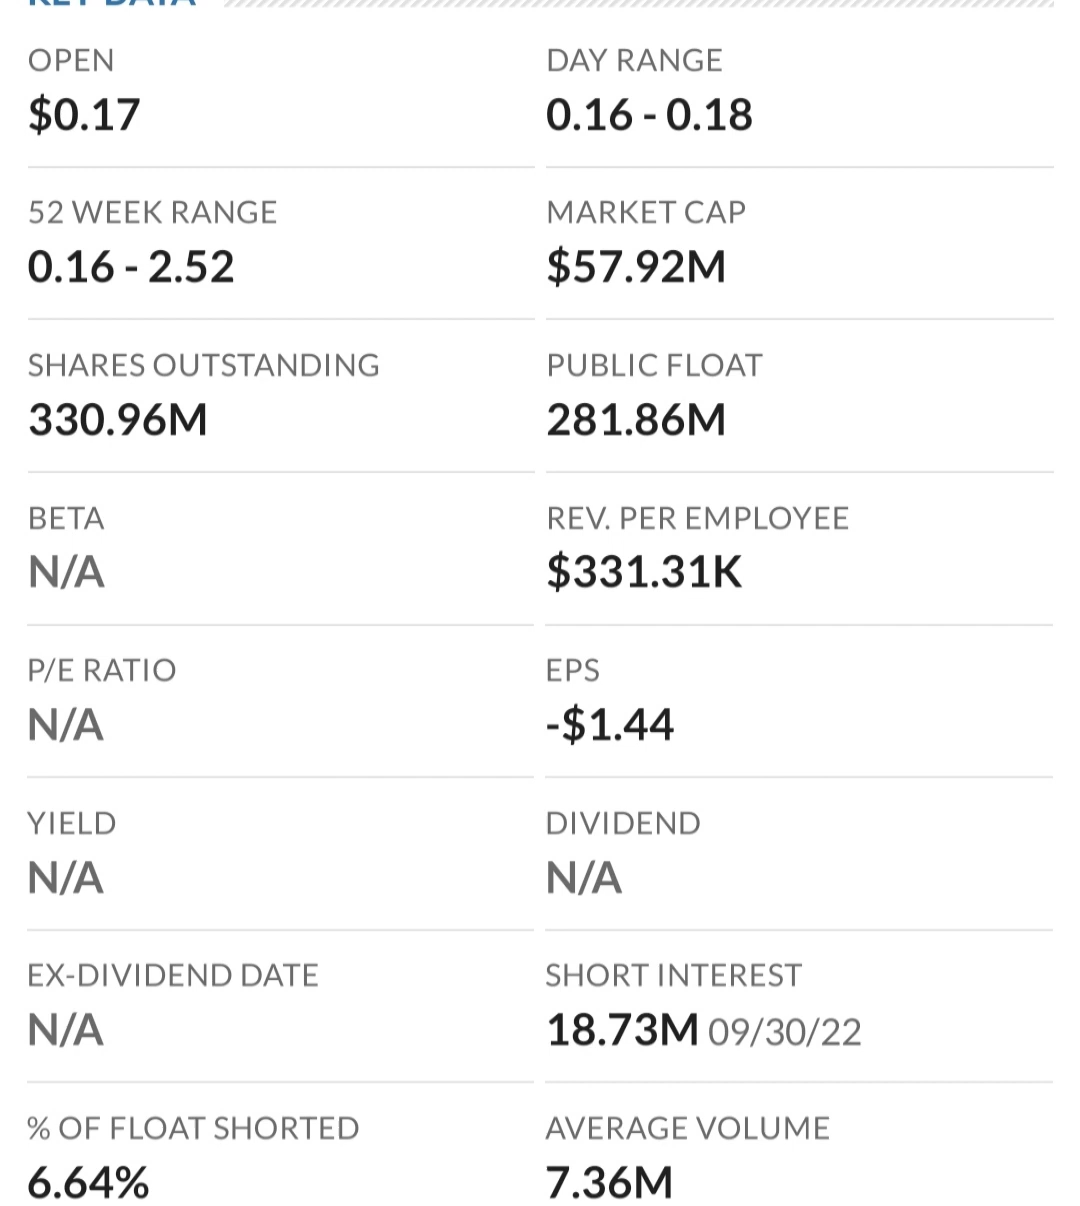 KEY DATA
OPEN
$0.17
DAY RANGE
0.16 - 0.18
52 WEEK RANGE
0.16 - 2.52
MARKET CAP
$57.92M
SHARES OUTSTANDING
330.96M
PUBLIC FLOAT
281.86M
BETA
N/A
REV. PER EMPLOYEE
$331.31K
P/E RATIO
N/A
EPS
-$1.44
YIELD
N/A
DIVIDEND
N/A
EX-DIVIDEND DATE
N/A
SHORT INTEREST
18.73M 09/30/22
% OF FLOAT SHORTED
6.64%
AVERAGE VOLUME
7.36M